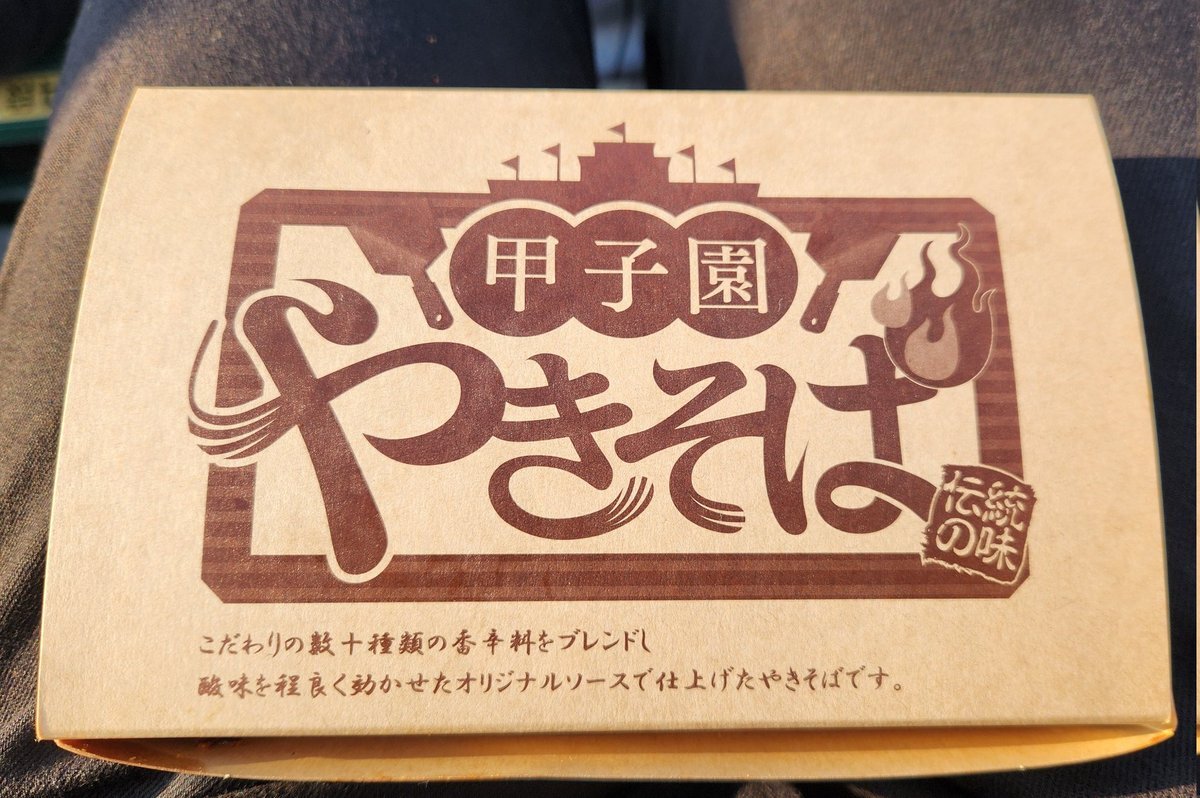 甲子園
やきそば
伝統
の味
こだわりの数十種類の香辛料をブレンドし
酸味を程良く効かせたオリジナルソースで仕上げたやきそばです。